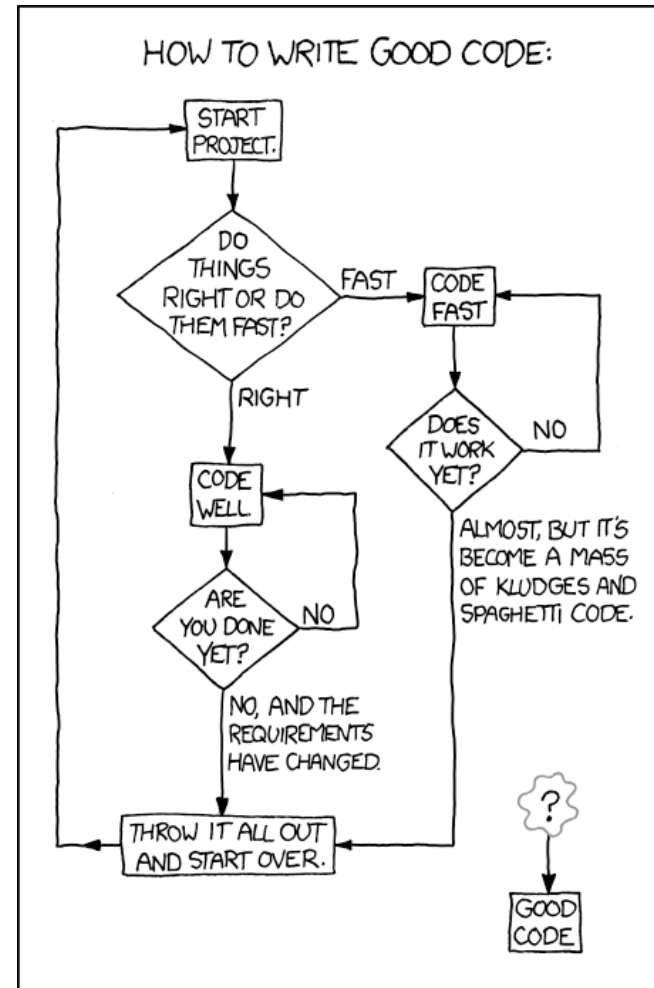 HOW TO WRITE GOOD CODE:
START
PROJECT.
DO
THINGS
RIGHT OR DO
THEM FAST?
FAST
CODE
FAST
RIGHT
DOES
IT WORK
YET?
NO
CODE
WELL.
ALMOST, BUT IT'S
BECOME A MASS
OF KLUDGES AND
SPAGHETTI CODE.
ARE
YOU DONE
YET?
NO
NO, AND THE
REQUIREMENTS
HAVE CHANGED.
THROW IT ALL OUT
AND START OVER.
?
GOOD
CODE